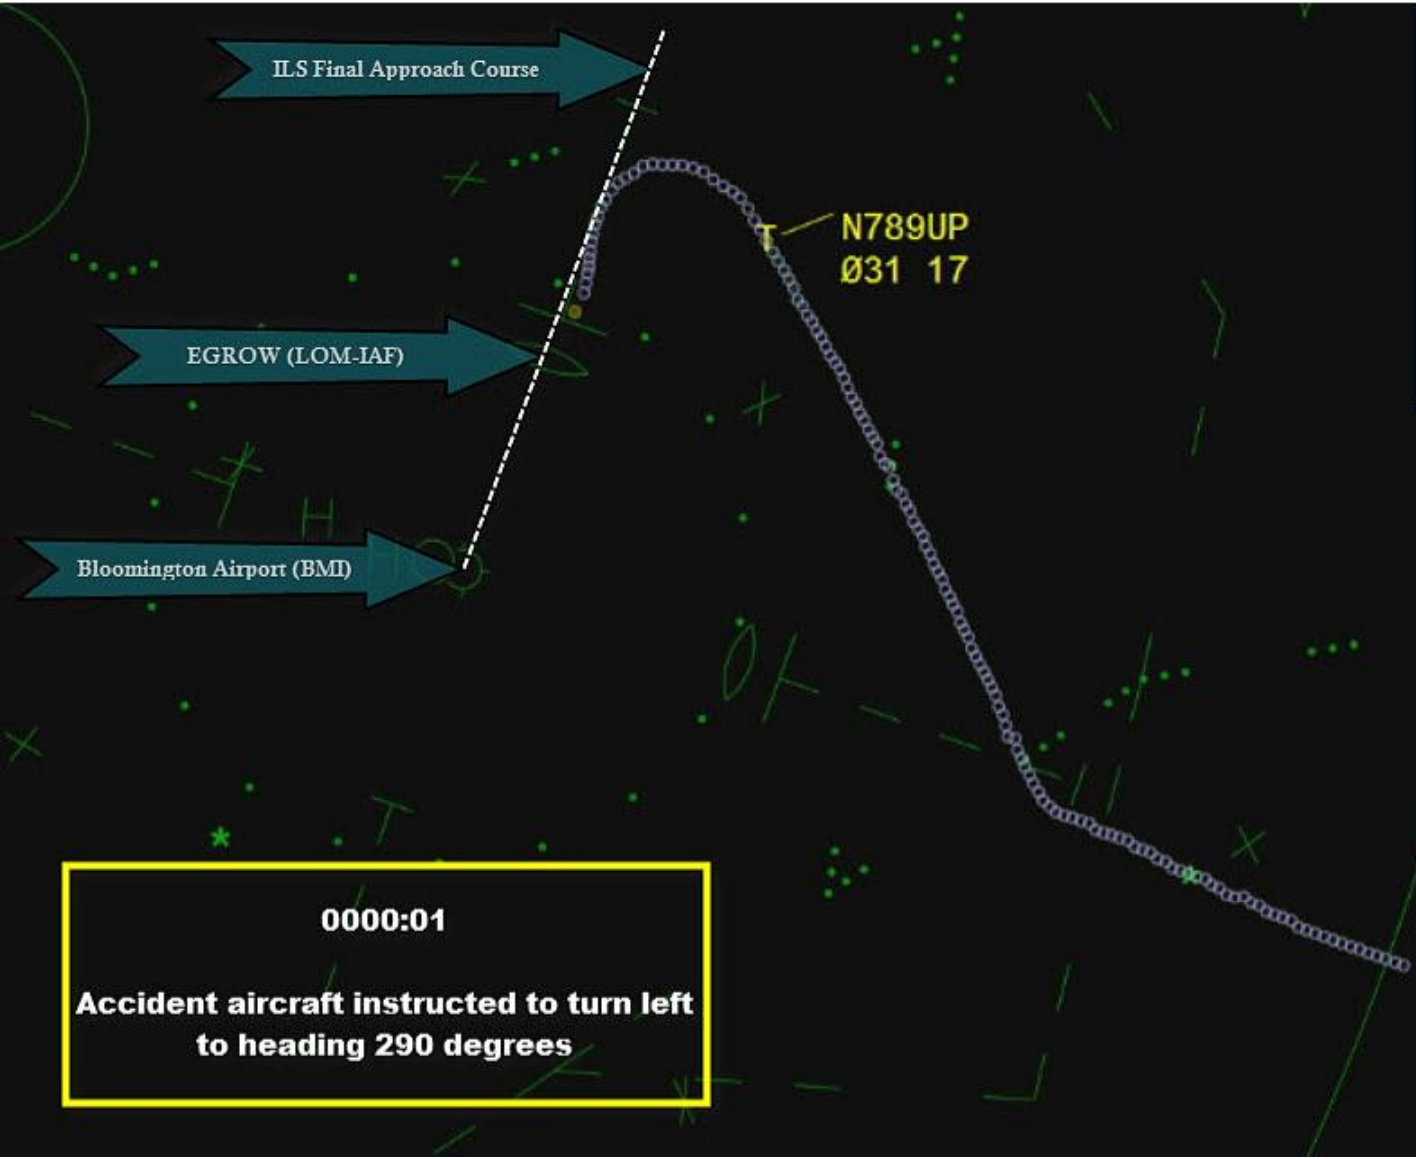 ILS Final Approach Course
N789UP
Ø31 17
EGROW (LOM-IAF)
H
Bloomington Airport (BMI)
0000:01
Accident aircraft instructed to turn left
to heading 290 degrees